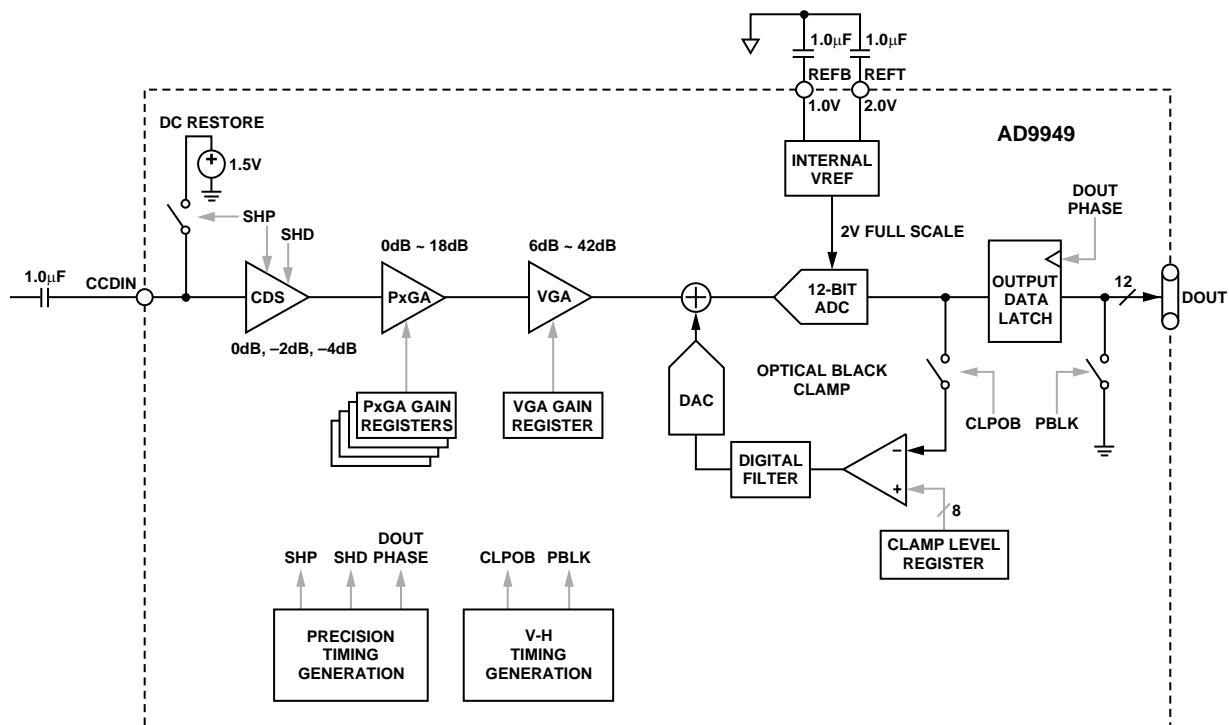 1.0μF 1.0μF
REFB REFT
1.0V 2.0V
DC RESTORE
AD9949
1.5V
INTERNAL
VREF
DOUT
PHASE
SHP
SHD
0dB ~ 18dB
6dB ~ 42dB
2V FULL SCALE
1.0μF
CCDIN
CDS
PxGA
VGA
12-BIT
ADC
OUTPUT
DATA
LATCH
12
DOUT
0dB, –2dB, –4dB
OPTICAL BLACK
CLAMP
DAC
PxGA GAIN
REGISTERS
VGA GAIN
REGISTER
CLPOB
PBLK
DIGITAL
FILTER
–
+
8
CLAMP LEVEL
REGISTER
SHP
SHD
DOUT
PHASE
CLPOB
PBLK
PRECISION
TIMING
GENERATION
V-H
TIMING
GENERATION